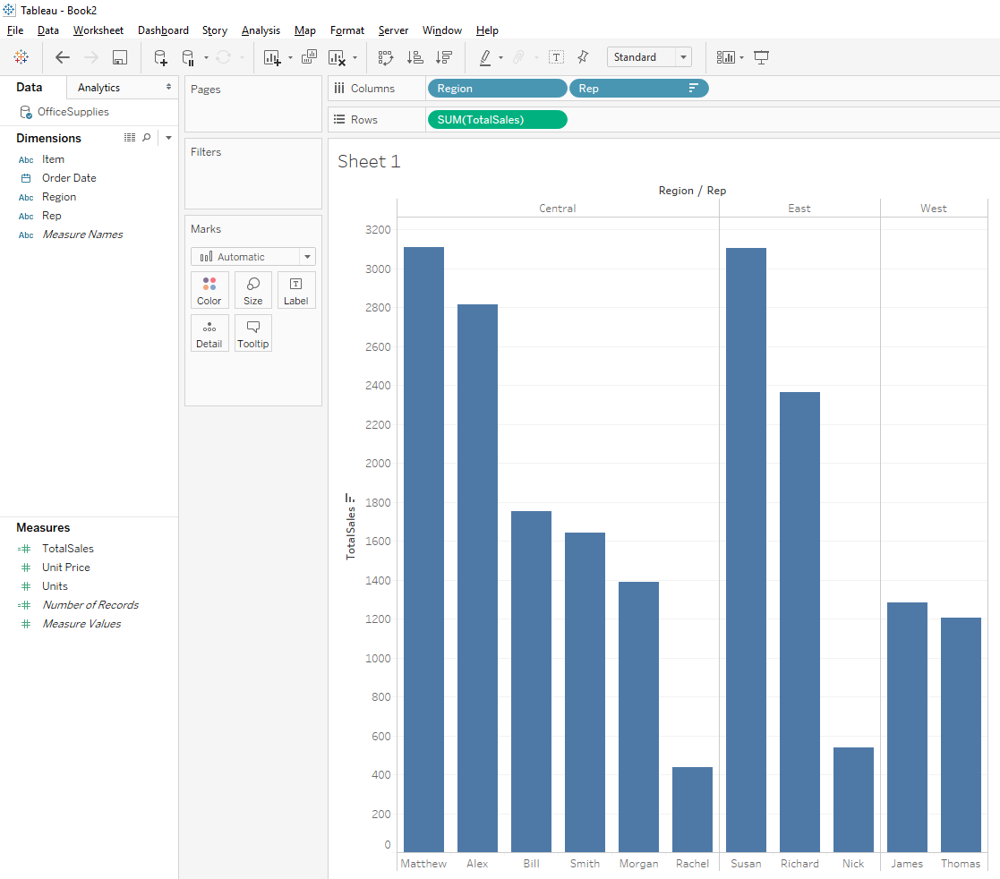 Tableau - Book2
File Data Worksheet Dashboard Story Analysis Map Format Server Window Help
Standard
Data Analytics
OfficeSupplies
Dimensions
Abc Item
Order Date
Abc Region
Abc Rep
Abc Measure Names
Measures
TotalSales
Unit Price
Units
Number of Records
Measure Values
Pages
Filters
Marks
Automatic
Color Size Label
Detail Tooltip
Columns Region Rep
Rows SUM(TotalSales)
Sheet 1
Region / Rep
Central East West
3200
3000
2800
2600
2400
2200
2000
1800
1600
1400
1200
1000
800
600
400
200
0
TotalSales
Matthew Alex Bill Smith Morgan Rachel Susan Richard Nick James Thomas